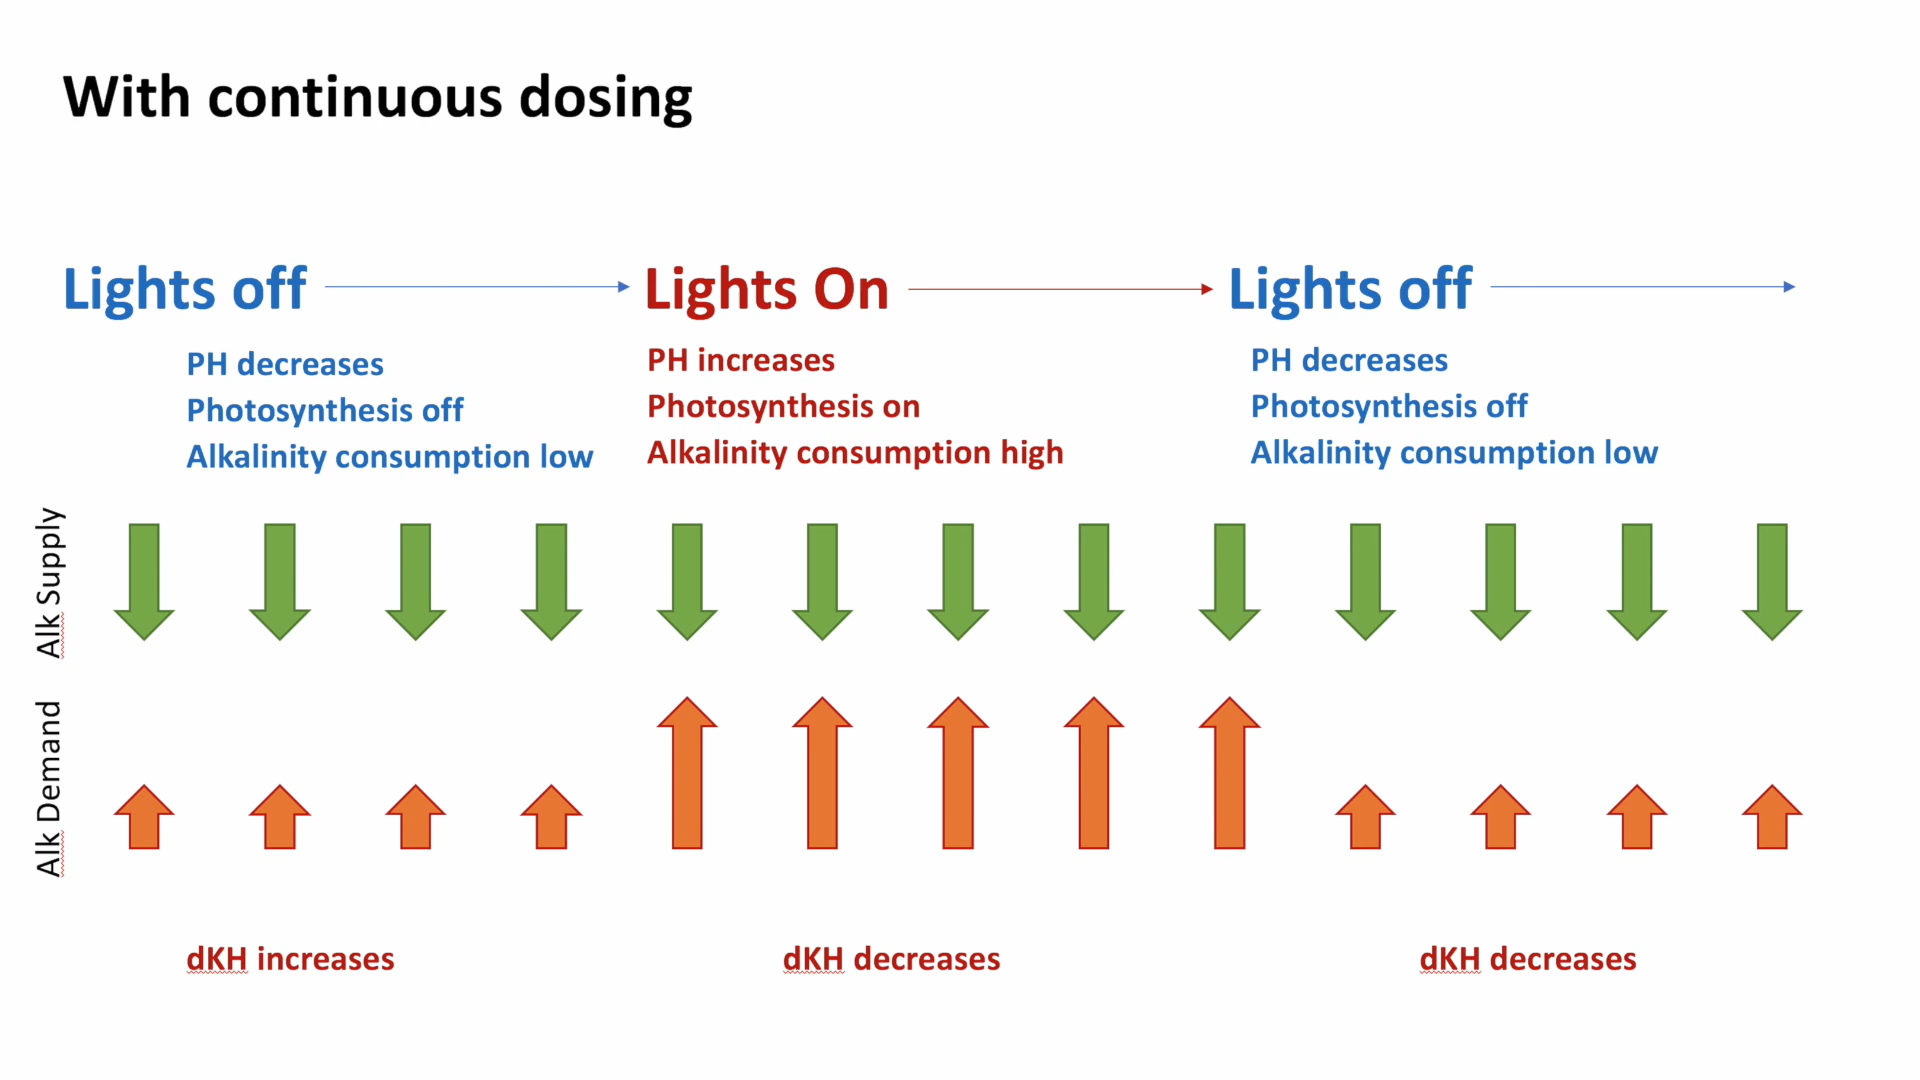 With continuous dosing
Lights off
Lights On
Lights off
PH decreases
Photosynthesis off
Alkalinity consumption low
PH increases
Photosynthesis on
Alkalinity consumption high
PH decreases
Photosynthesis off
Alkalinity consumption low
Alk Supply
Alk Demand
dKH increases
dKH decreases
dKH decreases